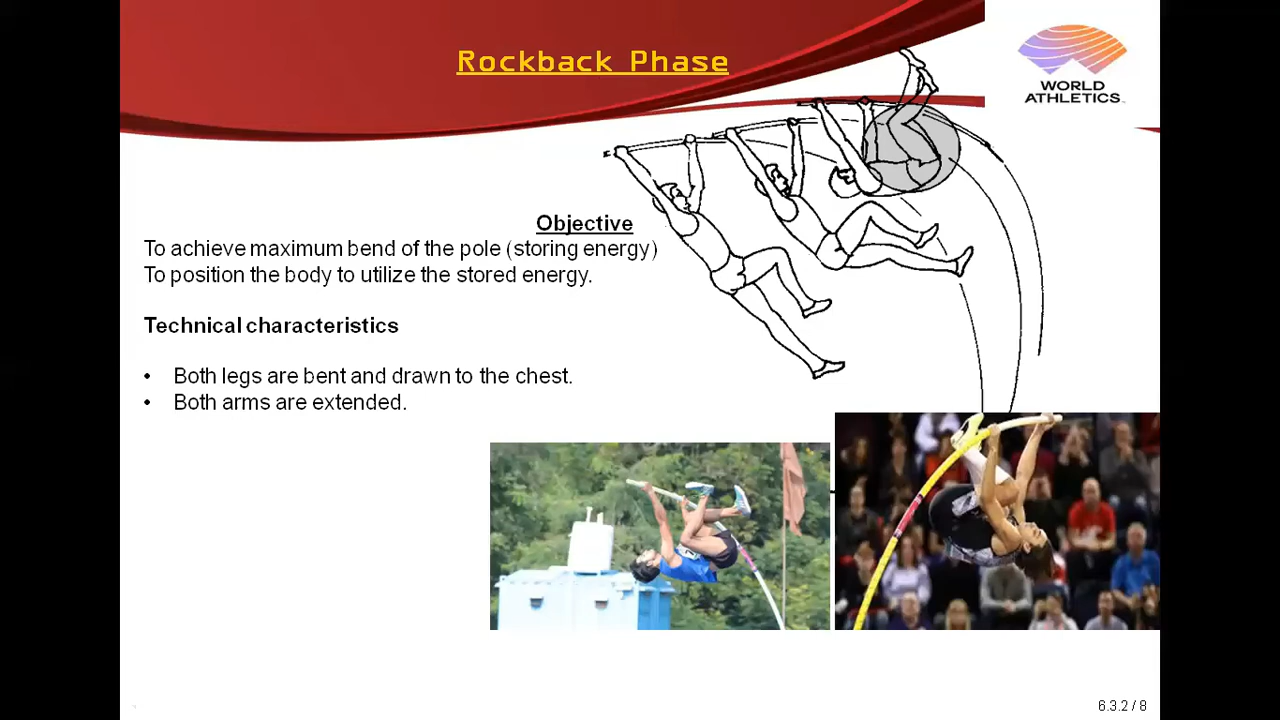 Rockback Phase
WORLD
ATHLETICS
Objective
To achieve maximum bend of the pole (storing energy)
To position the body to utilize the stored energy.
Technical characteristics
• Both legs are bent and drawn to the chest.
• Both arms are extended.
6.3.2 / 8